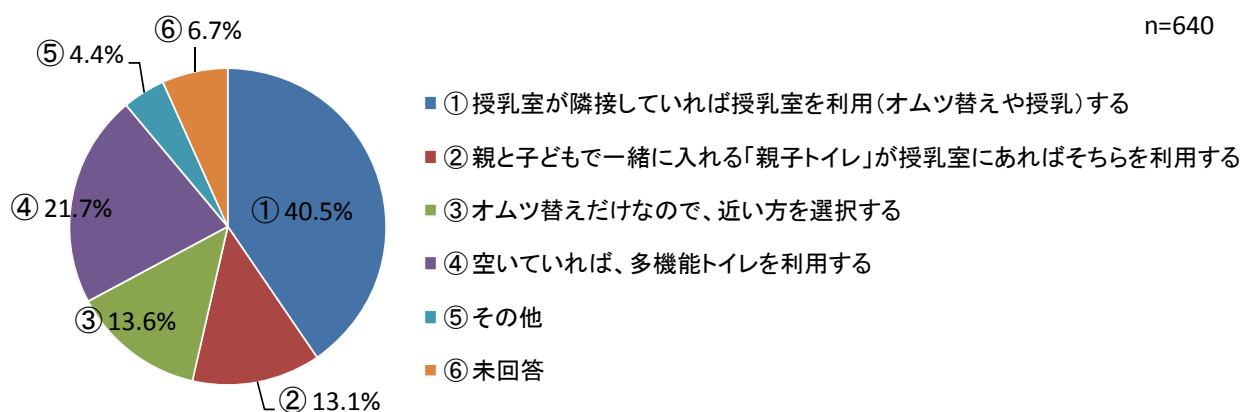 n=640
⑥ 6.7%
⑤ 4.4%
④ 21.7%
① 40.5%
③ 13.6%
② 13.1%
① 授乳室が隣接していれば授乳室を利用（オムツ替えや授乳）する
② 親と子どもで一緒に入れる「親子トイレ」が授乳室にあればそちらを利用する
③ オムツ替えだけなので、近い方を選択する
④ 空いていれば、多機能トイレを利用する
⑤ その他
⑥ 未回答